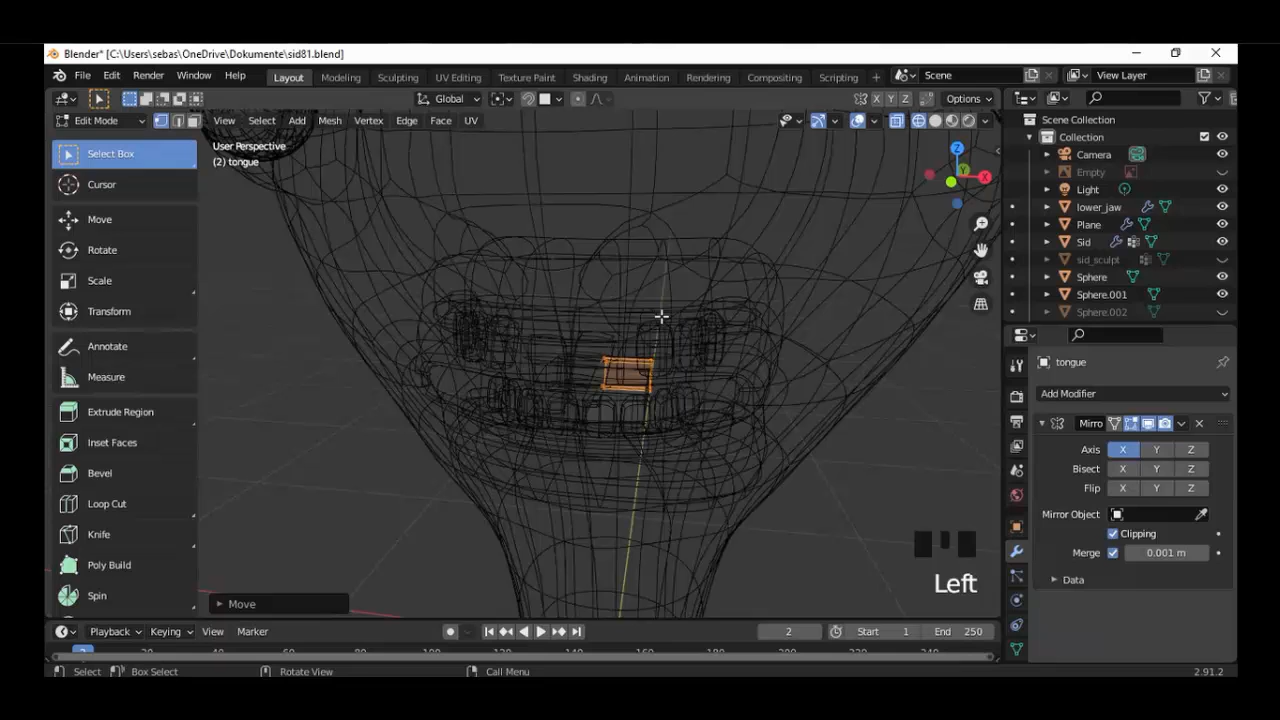 Blender* [C:\Users\sebas\OneDrive\Dokumente\sid81.blend]
File Edit Render Window Help Layout Modeling Sculpting UV Editing Texture Paint Shading Animation Rendering Compositing Scripting + Scene View Layer
Global X Y Z Options
Edit Mode View Select Add Mesh Vertex Edge Face UV
User Perspective
(2) tongue
Select Box
Cursor
Move
Rotate
Scale
Transform
Annotate
Measure
Extrude Region
Inset Faces
Bevel
Loop Cut
Knife
Poly Build
Spin
Z
X
Y
Left
Move
Scene Collection
Collection
Camera
Empty
Light
lower_jaw
Plane
Sid
sid_sculpt
Sphere
Sphere.001
Sphere.002
tongue
Add Modifier
Mirro
Axis X Y Z
Bisect X Y Z
Flip X Y Z
Mirror Object
Clipping
Merge 0.001 m
Data
Playback Keying View Marker 2 Start 1 End 250
Select Box Select Rotate View Call Menu 2.91.2